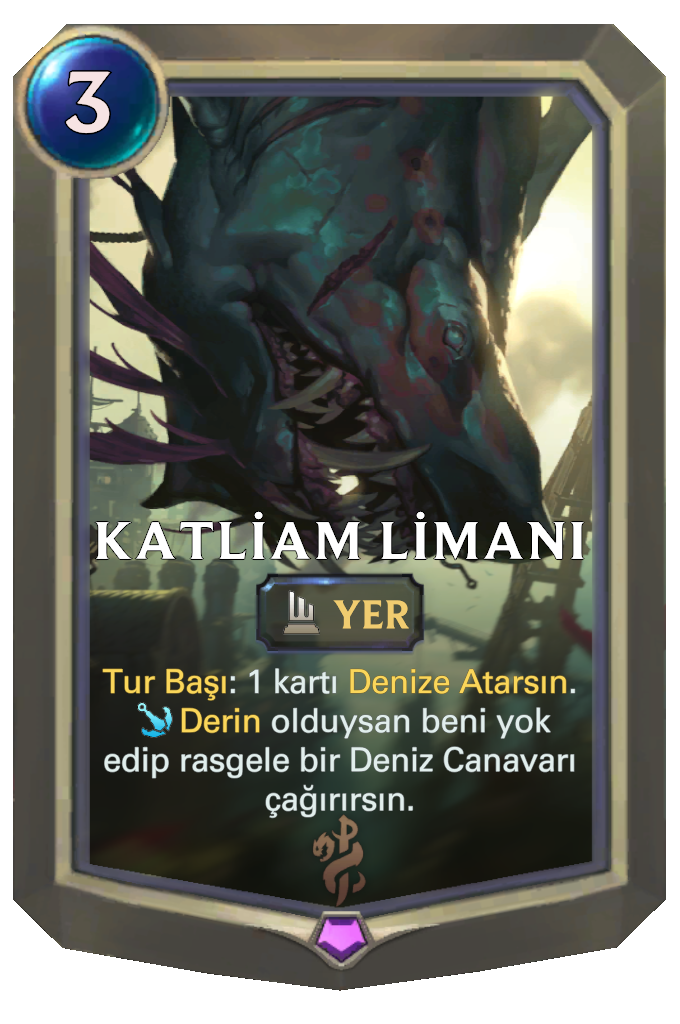 3
KATLİAM LİMANI
YER
Tur Başı: 1 kartı Denize Atarsın.
Derin olduysan beni yok
edip rasgele bir Deniz Canavarı
çağırırsın.